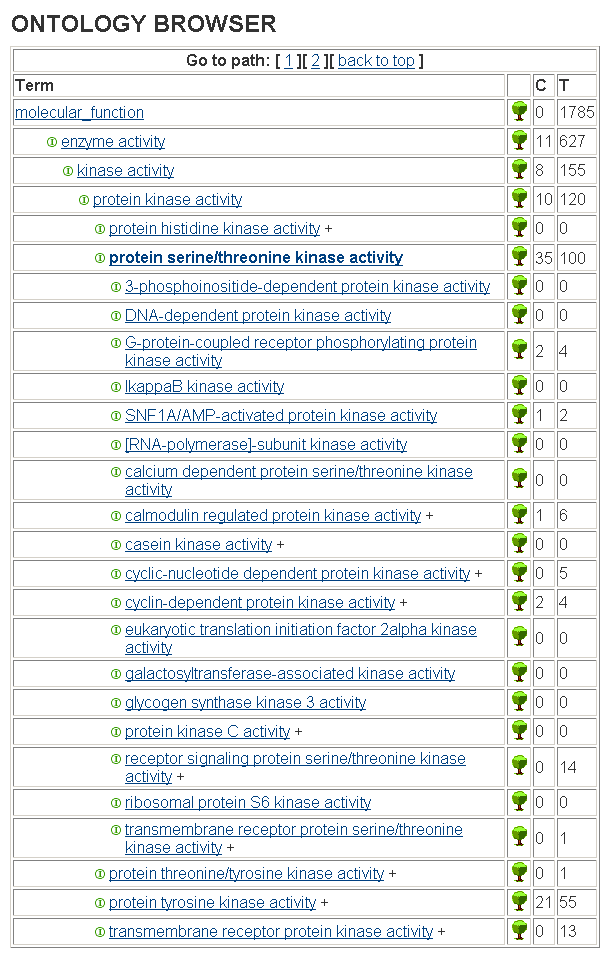 ONTOLOGY BROWSER
Go to path: [ 1 ][ 2 ][ back to top ]
Term C T
molecular_function 0 1785
enzyme activity 11 627
kinase activity 8 155
protein kinase activity 10 120
protein histidine kinase activity + 0 0
protein serine/threonine kinase activity 35 100
3-phosphoinositide-dependent protein kinase activity 0 0
DNA-dependent protein kinase activity 0 0
G-protein-coupled receptor phosphorylating protein
kinase activity 2 4
IkappaB kinase activity 0 0
SNF1A/AMP-activated protein kinase activity 1 2
[RNA-polymerase]-subunit kinase activity 0 0
calcium dependent protein serine/threonine kinase
activity 0 0
calmodulin regulated protein kinase activity + 1 6
casein kinase activity + 0 0
cyclic-nucleotide dependent protein kinase activity + 0 5
cyclin-dependent protein kinase activity + 2 4
eukaryotic translation initiation factor 2alpha kinase
activity 0 0
galactosyltransferase-associated kinase activity 0 0
glycogen synthase kinase 3 activity 0 0
protein kinase C activity + 0 0
receptor signaling protein serine/threonine kinase
activity + 0 14
ribosomal protein S6 kinase activity 0 0
transmembrane receptor protein serine/threonine
kinase activity + 0 1
protein threonine/tyrosine kinase activity + 0 1
protein tyrosine kinase activity + 21 55
transmembrane receptor protein kinase activity + 0 13